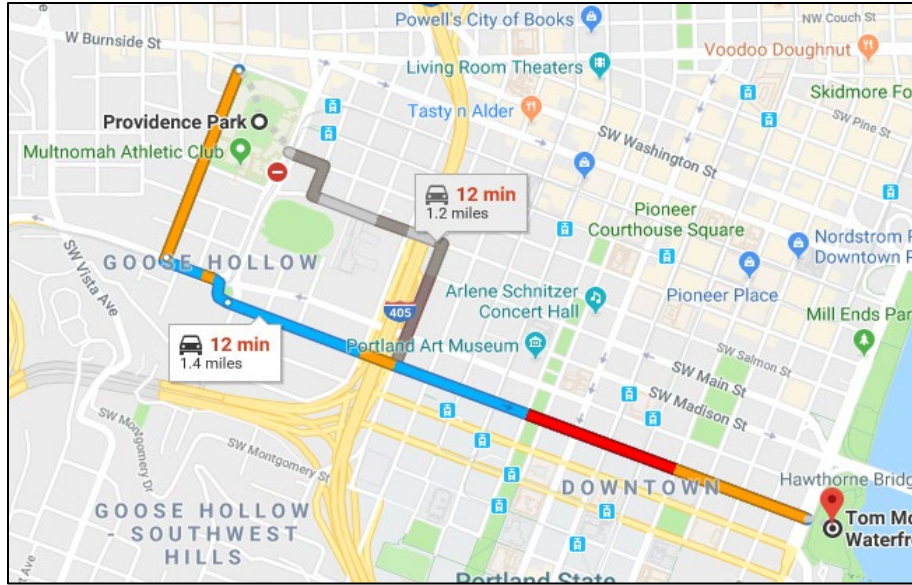 Powell's City of Books
NW Couch St
W Burnside St
Voodoo Doughnut
Living Room Theaters
Skidmore Fo
Tasty n Alder
Providence Park
SW Pine St
Multnomah Athletic Club
SW Washington St
12 min
1.2 miles
Pioneer
Courthouse Square
Nordstrom R
Downtown P
GOOSE HOLLOW
SW Vista Ave
Arlene Schnitzer
Concert Hall
Pioneer Place
405
Mill Ends Par
12 min
1.4 miles
Portland Art Museum
SW Salmon St
SW Main St
SW Madison St
SW Montgomery Dr
SW Montgomery St
Hawthorne Bridg
DOWNTOWN
GOOSE HOLLOW
- SOUTHWEST
HILLS
Tom Mc
Waterfr
Portland State